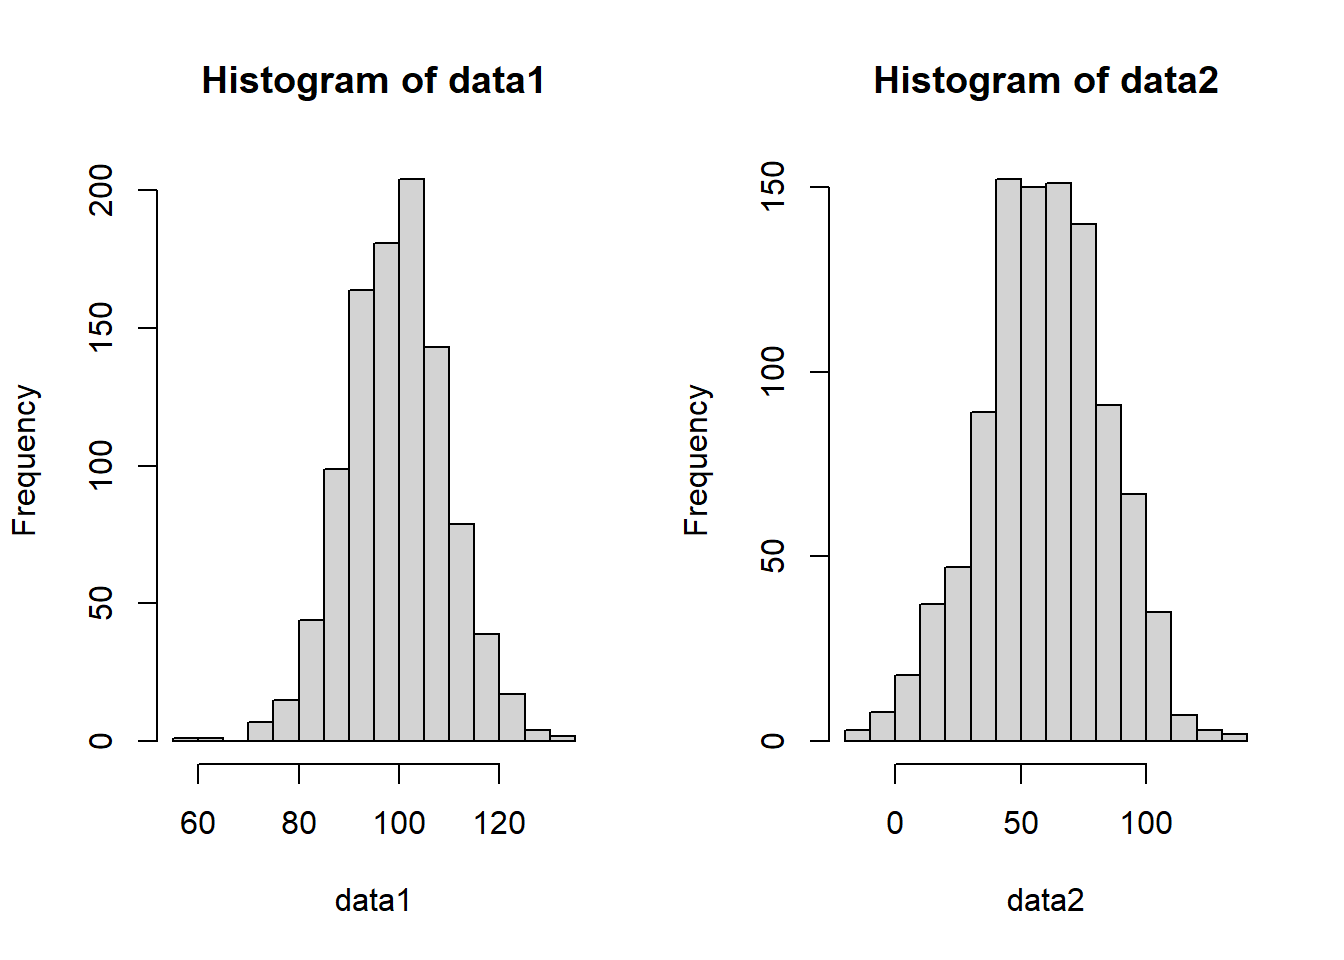 Histogram of data1
Frequency
200
150
100
50
0
60 80 100 120
data1
Histogram of data2
Frequency
150
100
50
0
0 50 100
data2